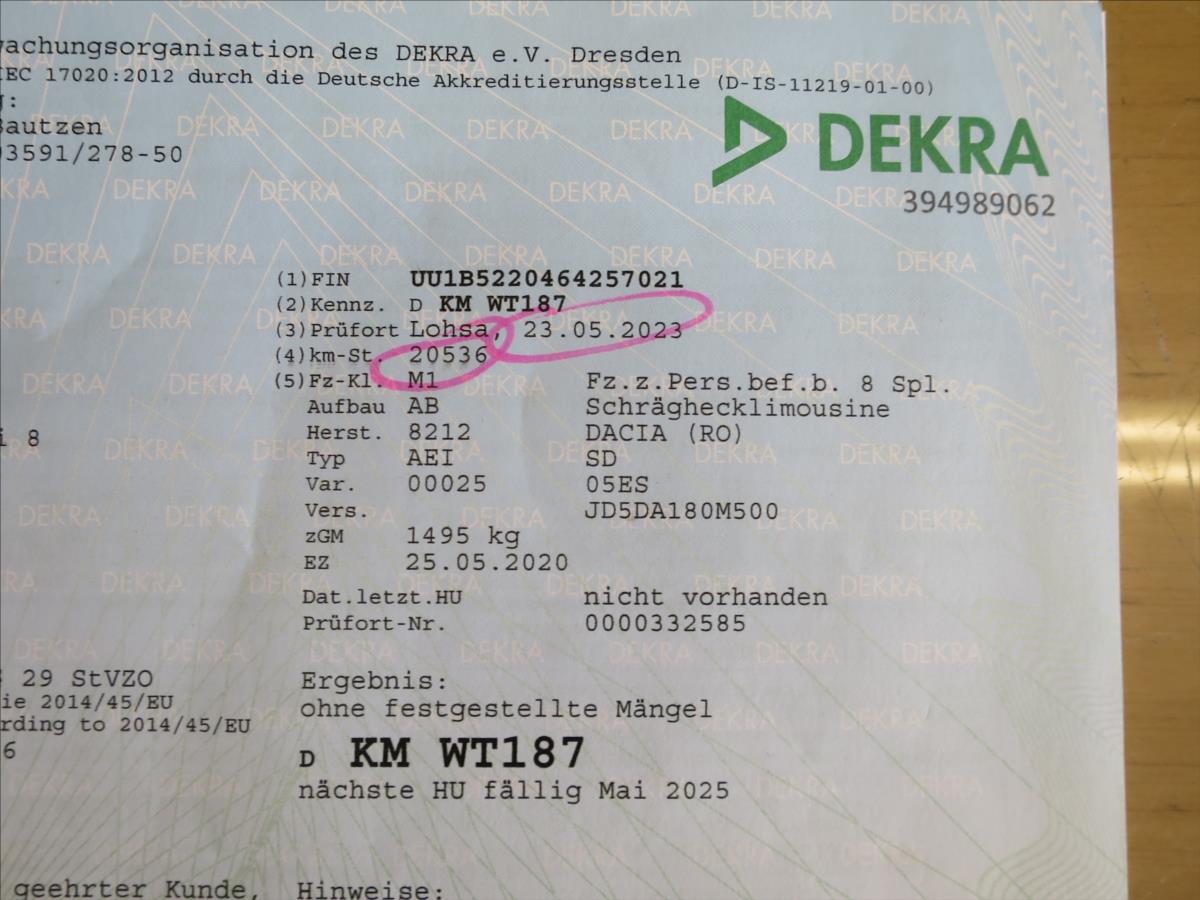 wachungsorganisation des DEKRA e.V. Dresden
IEC 17020:2012 durch die Deutsche Akkreditierungsstelle (D-IS-11219-01-00)
g:
Bautzen
03591/278-50
DEKRA
394989062
(1)FIN UU1B5220464257021
(2)Kennz. D KM WT187
(3)Prüfort Lohsa, 23.05.2023
(4)km-St. 20536
(5)Fz-Kl. M1 Fz.z.Pers.bef.b. 8 Spl.
Aufbau AB Schräghecklimousine
i 8 Herst. 8212 DACIA (RO)
Typ AEI SD
Var. 00025 05ES
Vers. JD5DA180M500
zGM 1495 kg
EZ 25.05.2020
Dat.letzt.HU nicht vorhanden
Prüfort-Nr. 0000332585
29 StVZO
ie 2014/45/EU
rding to 2014/45/EU
6
Ergebnis:
ohne festgestellte Mängel
D KM WT187
nächste HU fällig Mai 2025
geehrter Kunde, Hinweise: